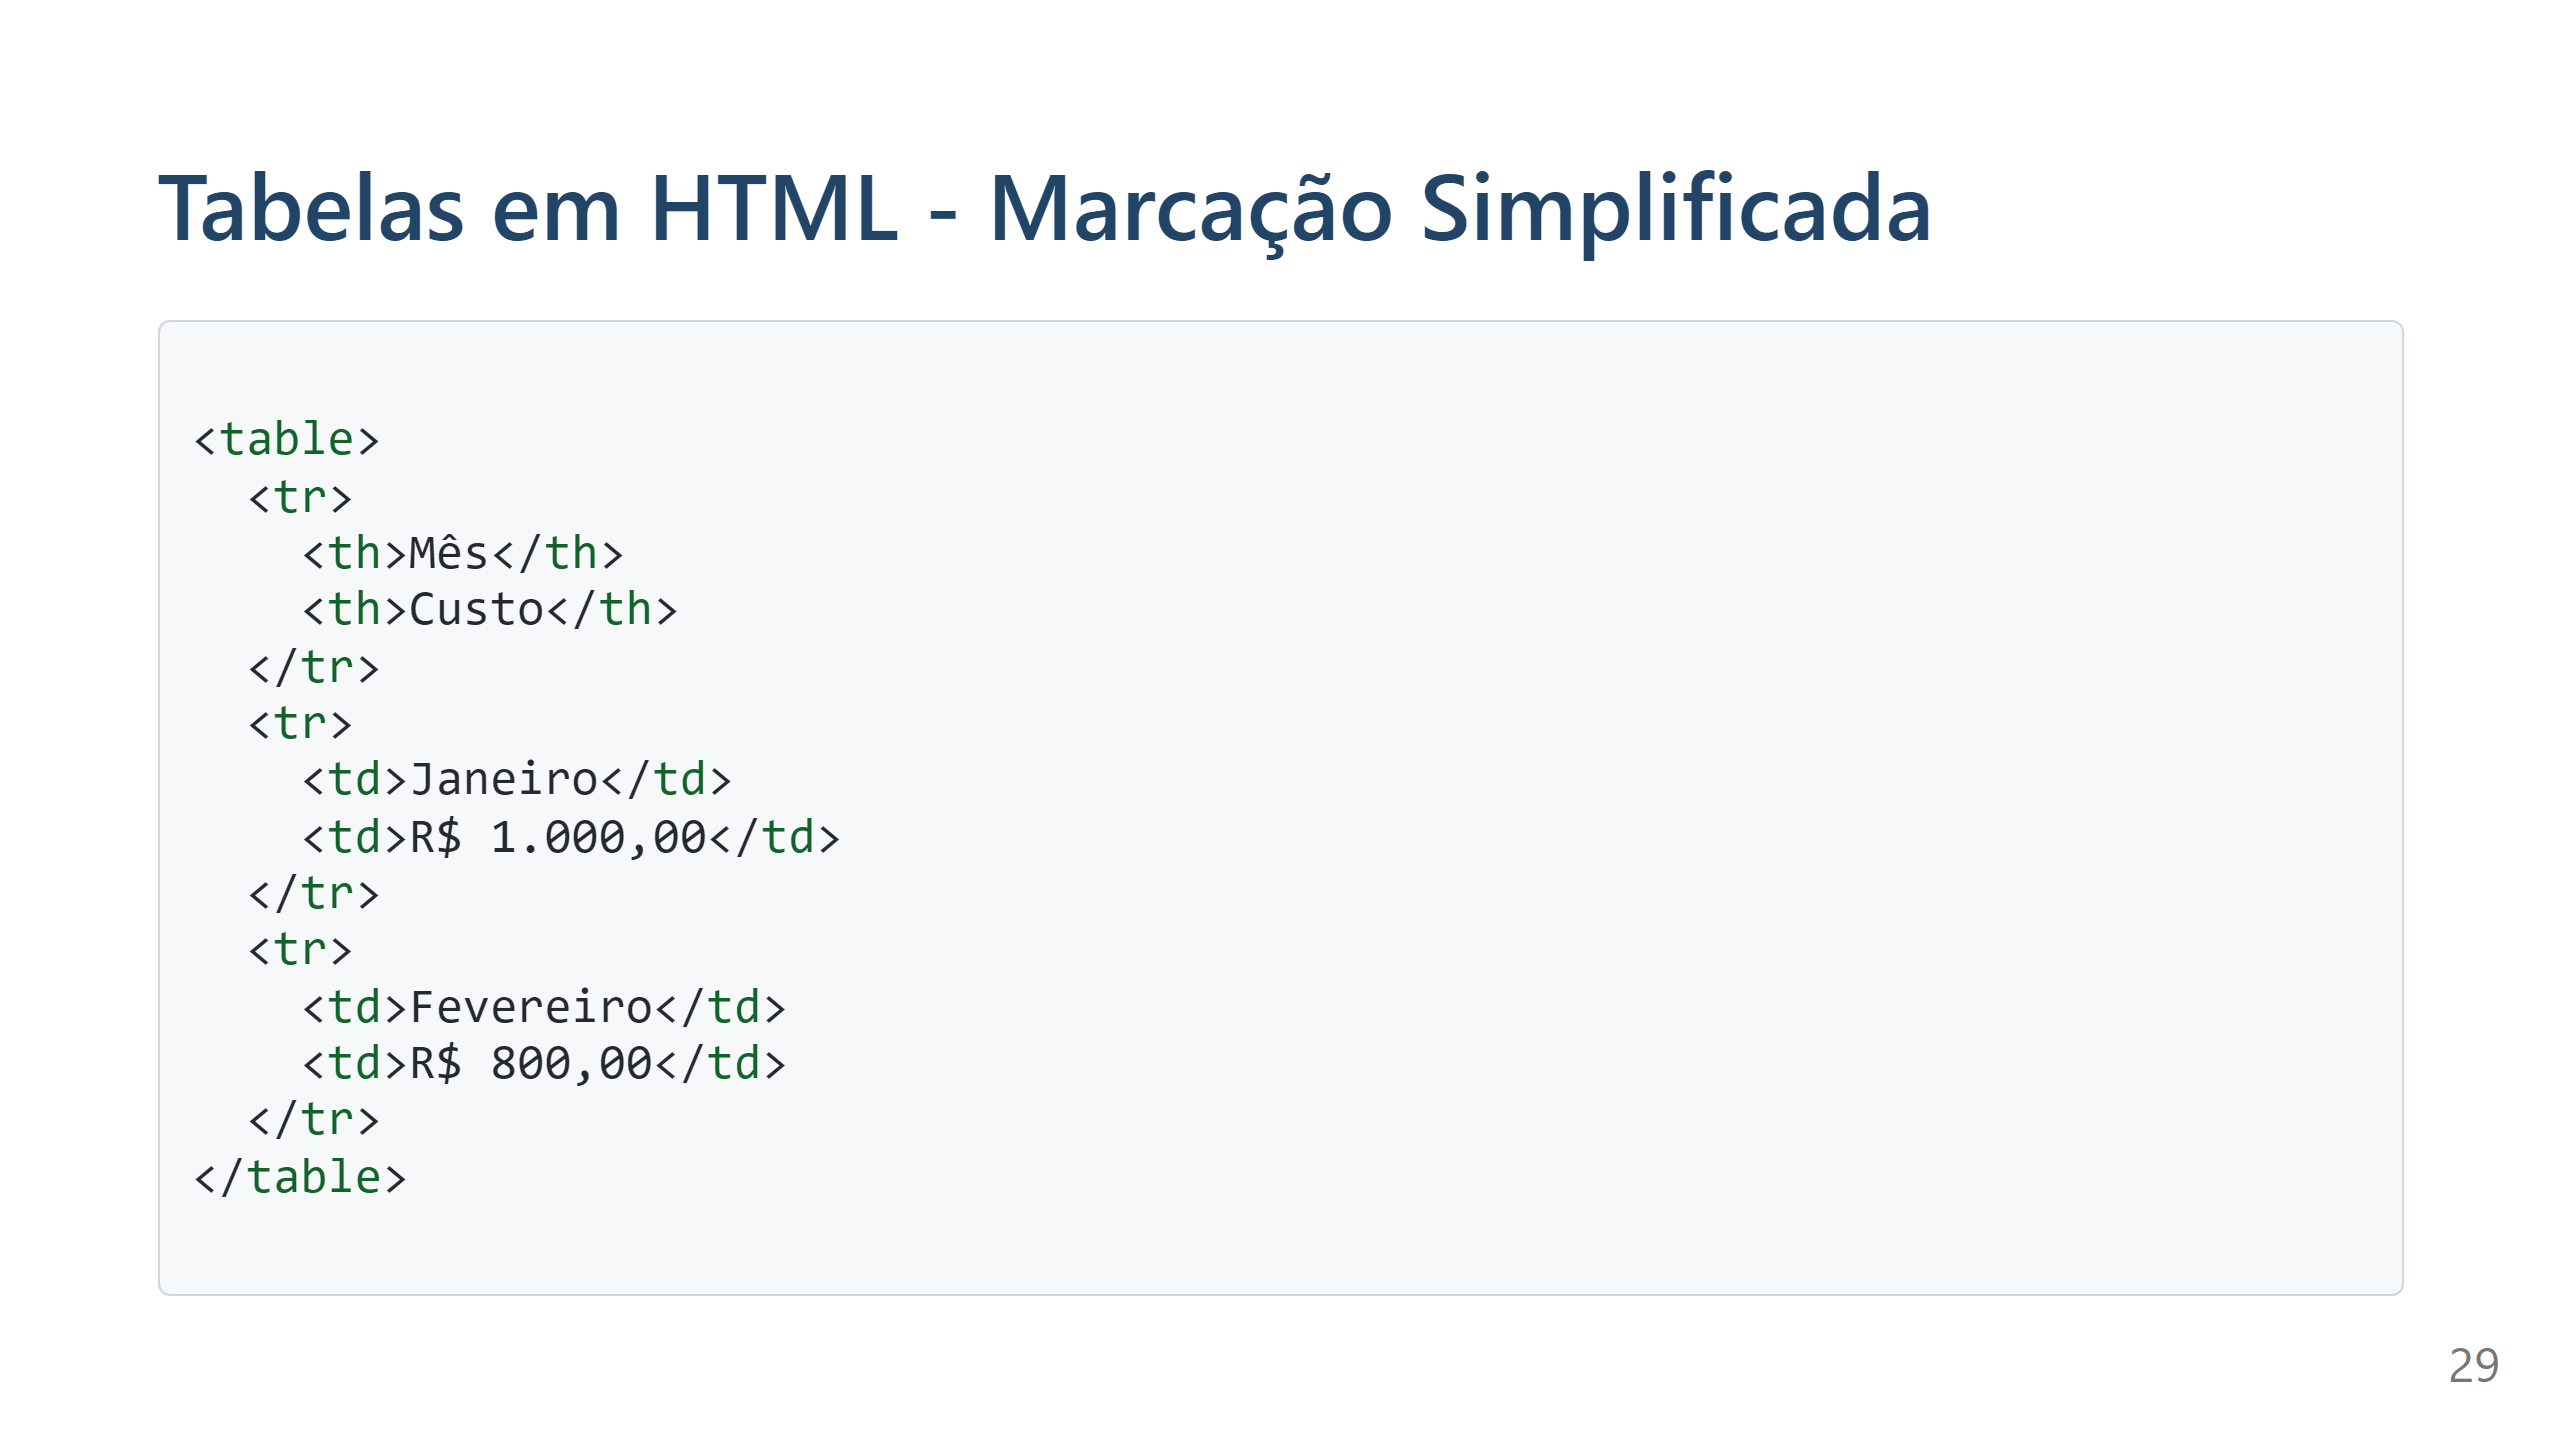 Tabelas em HTML - Marcação Simplificada
<table>
  <tr>
    <th>Mês</th>
    <th>Custo</th>
  </tr>
  <tr>
    <td>Janeiro</td>
    <td>R$ 1.000,00</td>
  </tr>
  <tr>
    <td>Fevereiro</td>
    <td>R$ 800,00</td>
  </tr>
</table>
29